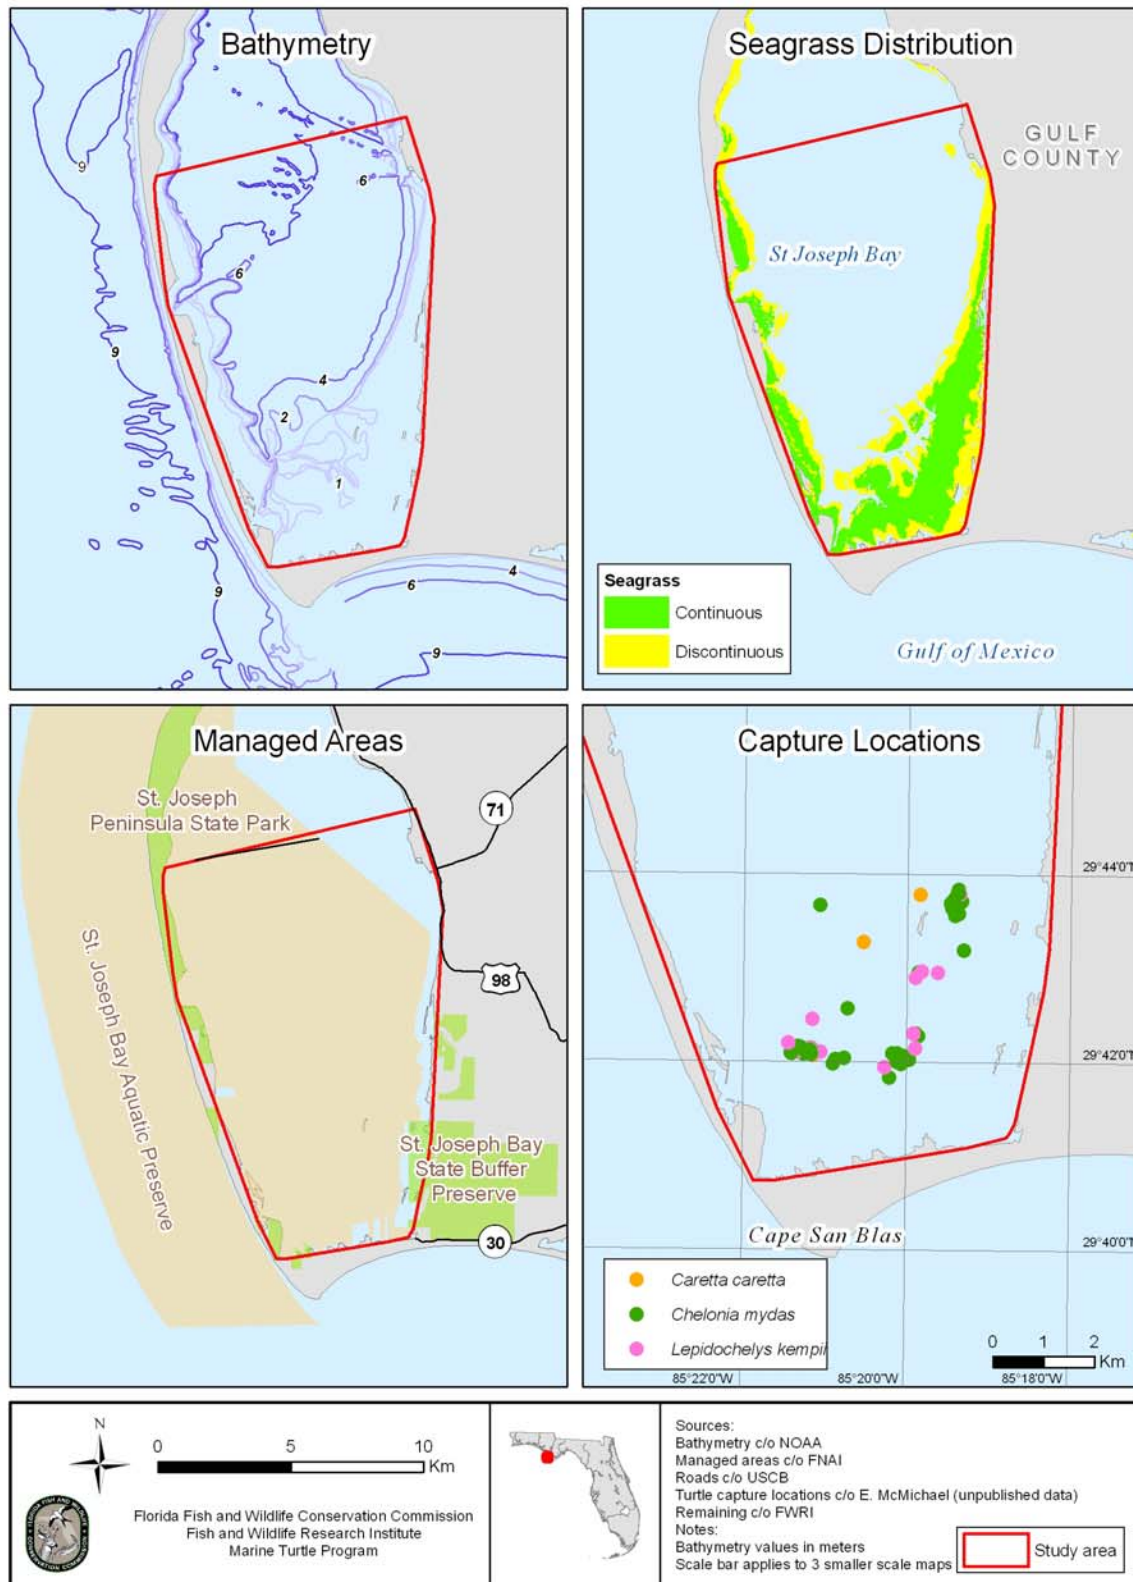 Bathymetry
9
6
6
9
4
2
1
9
4
6
9
Seagrass Distribution
GULF
COUNTY
St Joseph Bay
Seagrass
Continuous
Discontinuous
Gulf of Mexico
Managed Areas
St. Joseph
Peninsula State Park
71
98
St. Joseph Bay Aquatic Preserve
St. Joseph Bay
State Buffer
Preserve
30
Capture Locations
29°44'0"
29°42'0"
29°40'0"
Cape San Blas
Caretta caretta
Chelonia mydas
Lepidochelys kempii
0 1 2
Km
85°22'0"W 85°20'0"W 85°18'0"W
N
0 5 10
Km
Florida Fish and Wildlife Conservation Commission
Fish and Wildlife Research Institute
Marine Turtle Program
Sources:
Bathymetry c/o NOAA
Managed areas c/o FNAI
Roads c/o USCB
Turtle capture locations c/o E. McMichael (unpublished data)
Remaining c/o FWRI
Notes:
Bathymetry values in meters
Scale bar applies to 3 smaller scale maps
Study area